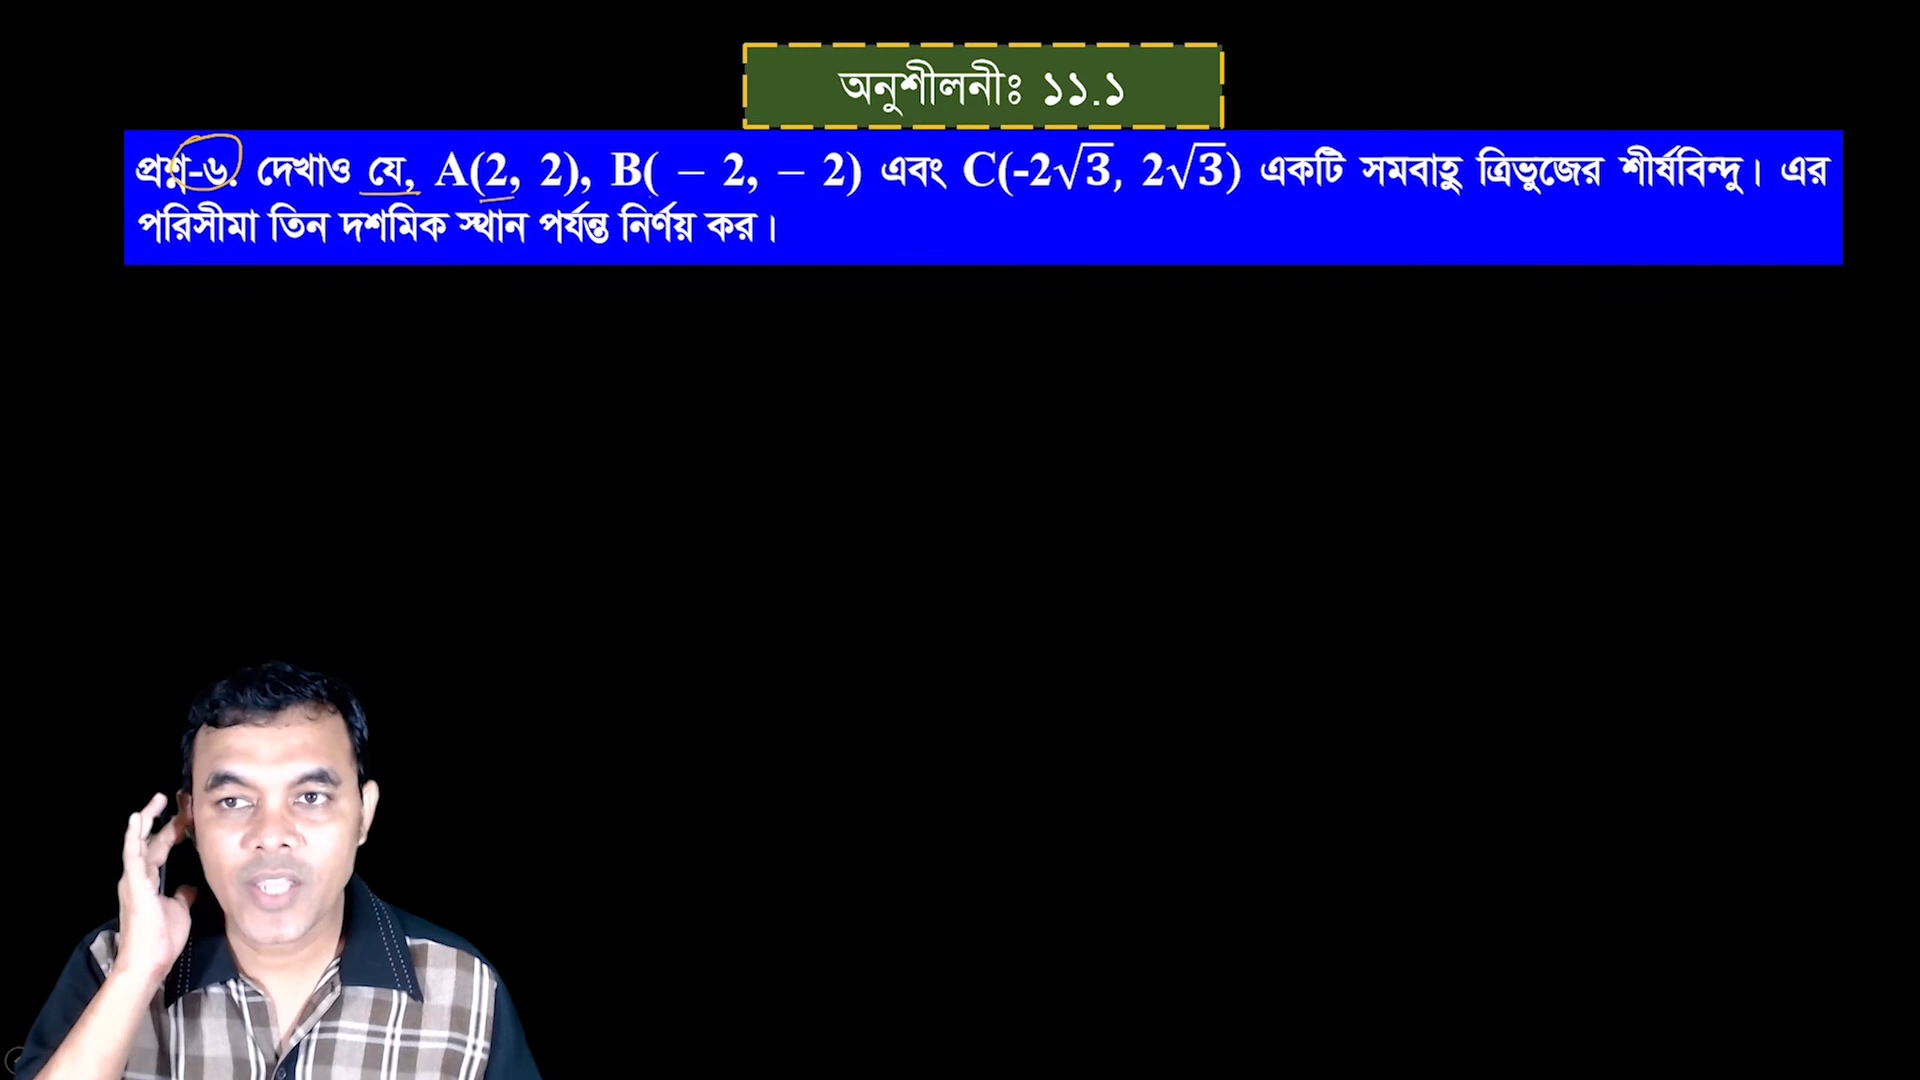 অনুশীলনীঃ ১১.১
প্রশ্ন-৬. দেখাও যে, A(2, 2), B( – 2, – 2) এবং C(-2√3, 2√3) একটি সমবাহু ত্রিভুজের শীর্ষবিন্দু। এর
পরিসীমা তিন দশমিক স্থান পর্যন্ত নির্ণয় কর।